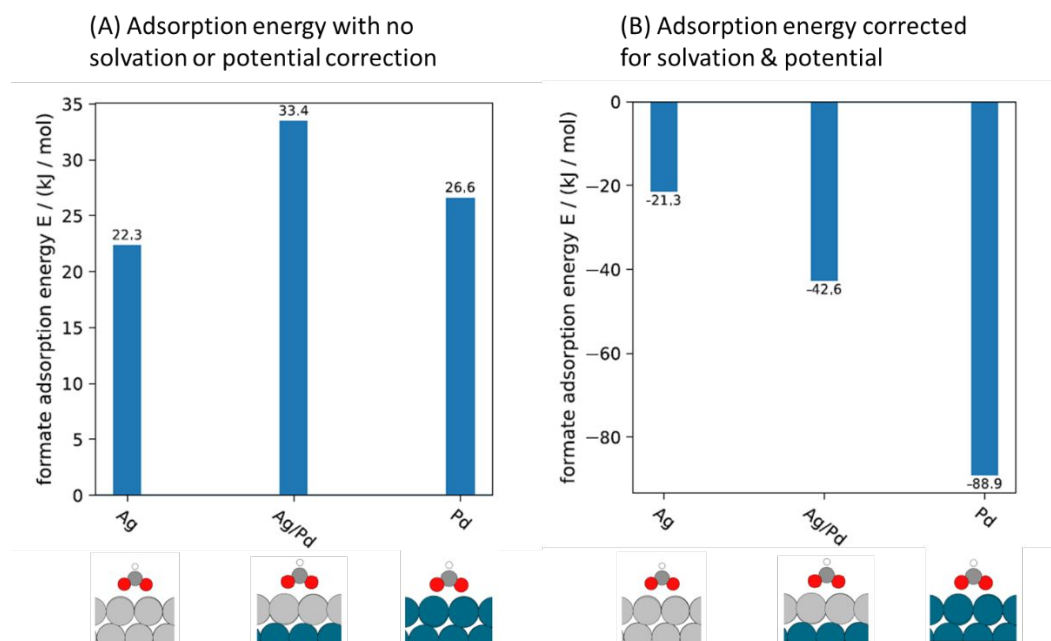 (A) Adsorption energy with no
solvation or potential correction
(B) Adsorption energy corrected
for solvation & potential
formate adsorption energy E / (kJ / mol)
35
30
25
20
15
10
5
0
22.3
33.4
26.6
Ag
Ag/Pd
Pd
formate adsorption energy E / (kJ / mol)
0
−20
−40
−60
−80
-21.3
-42.6
-88.9
Ag
Ag/Pd
Pd